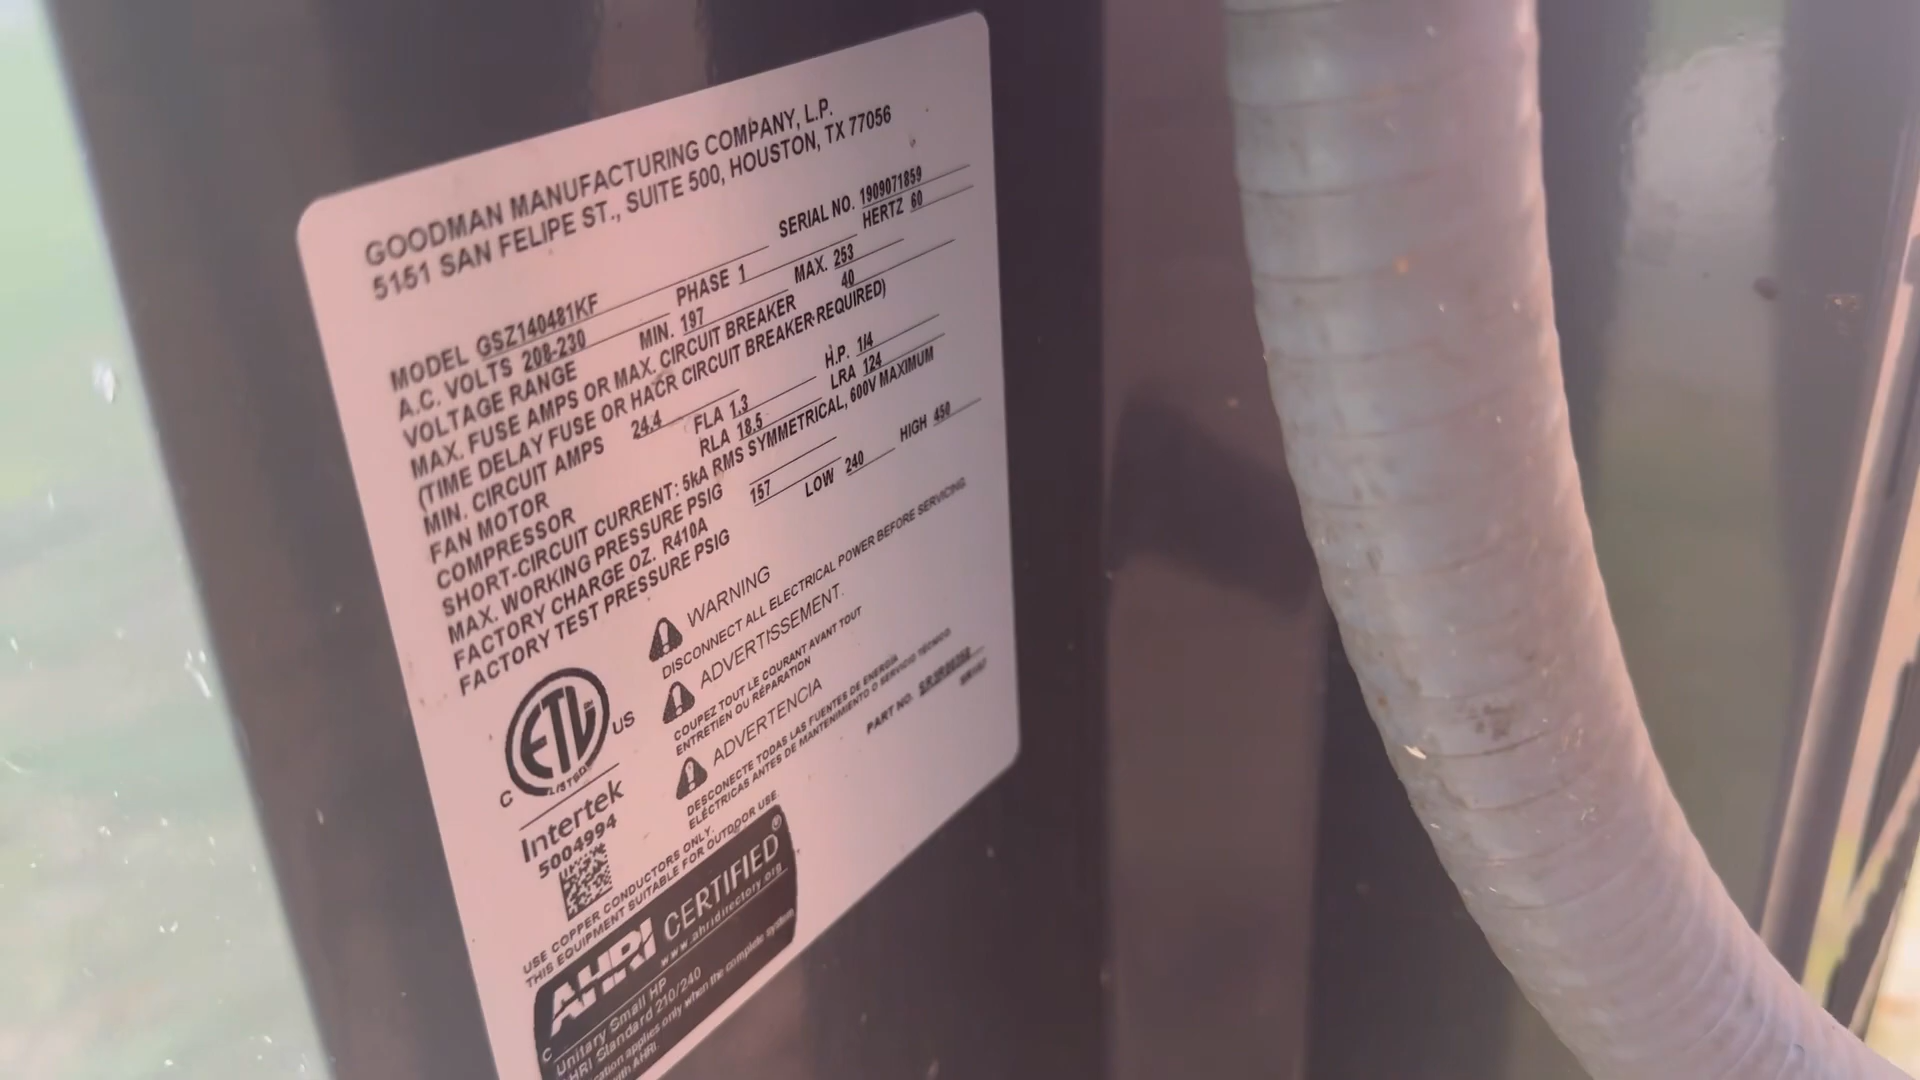 GOODMAN MANUFACTURING COMPANY, L.P.
5151 SAN FELIPE ST., SUITE 500, HOUSTON, TX 77056
SERIAL NO. 1909071859
MODEL GSZ140481KF PHASE 1 HERTZ 60
A.C. VOLTS 208-230 MIN. 197 MAX. 253
VOLTAGE RANGE
MAX. FUSE AMPS OR MAX. CIRCUIT BREAKER 40
(TIME DELAY FUSE OR HACR CIRCUIT BREAKER REQUIRED)
MIN. CIRCUIT AMPS 24.4
FAN MOTOR FLA 1.3 H.P. 1/4
COMPRESSOR RLA 18.5 LRA 124
SHORT-CIRCUIT CURRENT: 5kA RMS SYMMETRICAL, 600V MAXIMUM
MAX. WORKING PRESSURE PSIG
FACTORY CHARGE OZ. R410A 157
FACTORY TEST PRESSURE PSIG LOW 240 HIGH 450
WARNING
DISCONNECT ALL ELECTRICAL POWER BEFORE SERVICING.
ADVERTISSEMENT.
COUPEZ TOUT LE COURANT AVANT TOUT
ENTRETIEN OU RÉPARATION
ADVERTENCIA
DESCONECTE TODAS LAS FUENTES DE ENERGÍA
ELÉCTRICAS ANTES DE MANTENIMIENTO O SERVICIO TÉCNICO
PART NO.
C ETL US
LISTED
Intertek
5004994
USE COPPER CONDUCTORS ONLY.
THIS EQUIPMENT SUITABLE FOR OUTDOOR USE.
AHRI CERTIFIED®
www.ahridirectory.org
Unitary Small HP
AHRI Standard 210/240
applies only when the complete system
with AHRI.